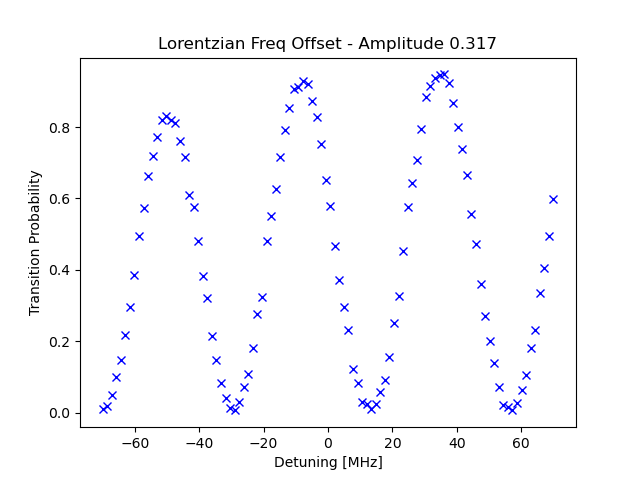 Lorentzian Freq Offset - Amplitude 0.317
Transition Probability
0.8
0.6
0.4
0.2
0.0
−60 −40 −20 0 20 40 60
Detuning [MHz]